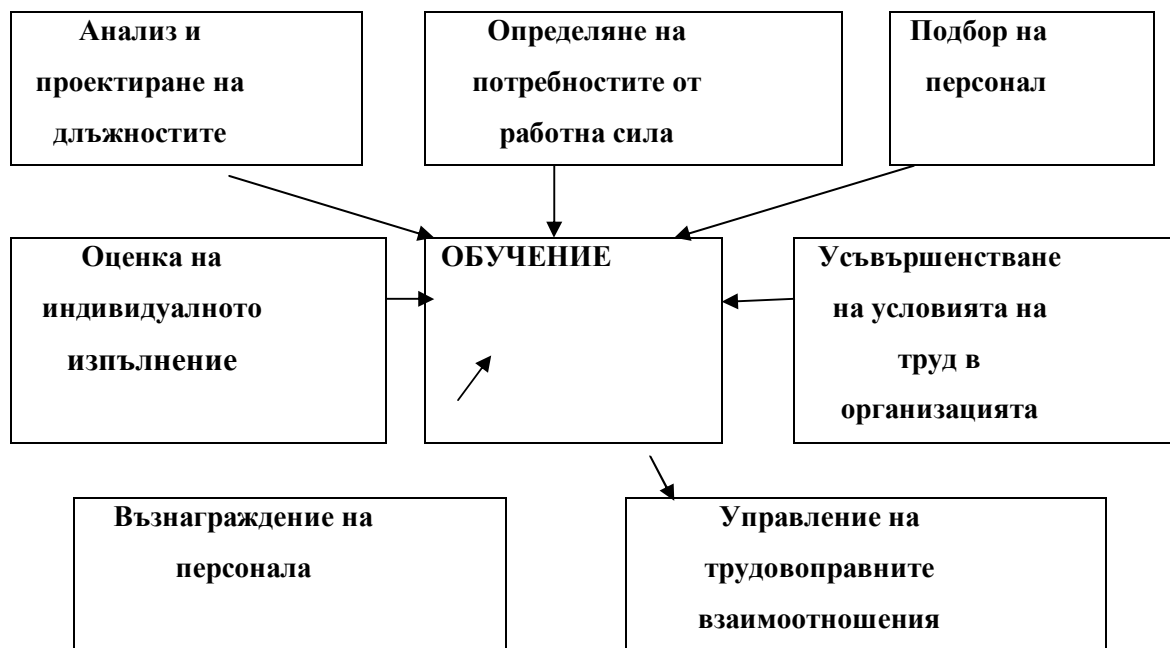 Анализ и
проектиране на
длъжностите
Определяне на
потребностите от
работна сила
Подбор на
персонал
Оценка на
индивидуалното
изпълнение
ОБУЧЕНИЕ
Усъвършенстване
на условията на
труд в
организацията
Възнаграждение на
персонала
Управление на
трудовоправните
взаимоотношения